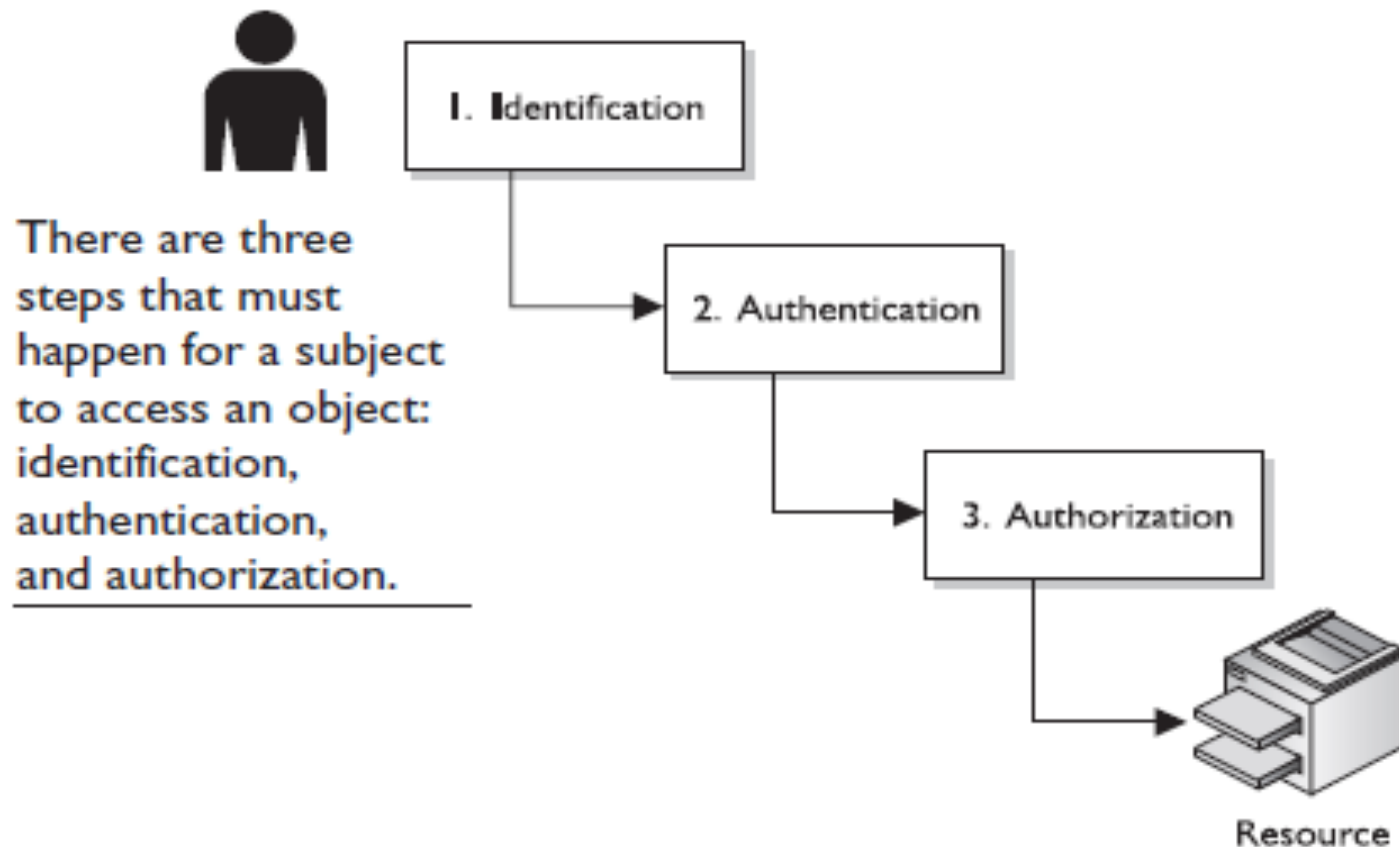 1. Identification
There are three
steps that must
happen for a subject
to access an object:
identification,
authentication,
and authorization.
2. Authentication
3. Authorization
Resource